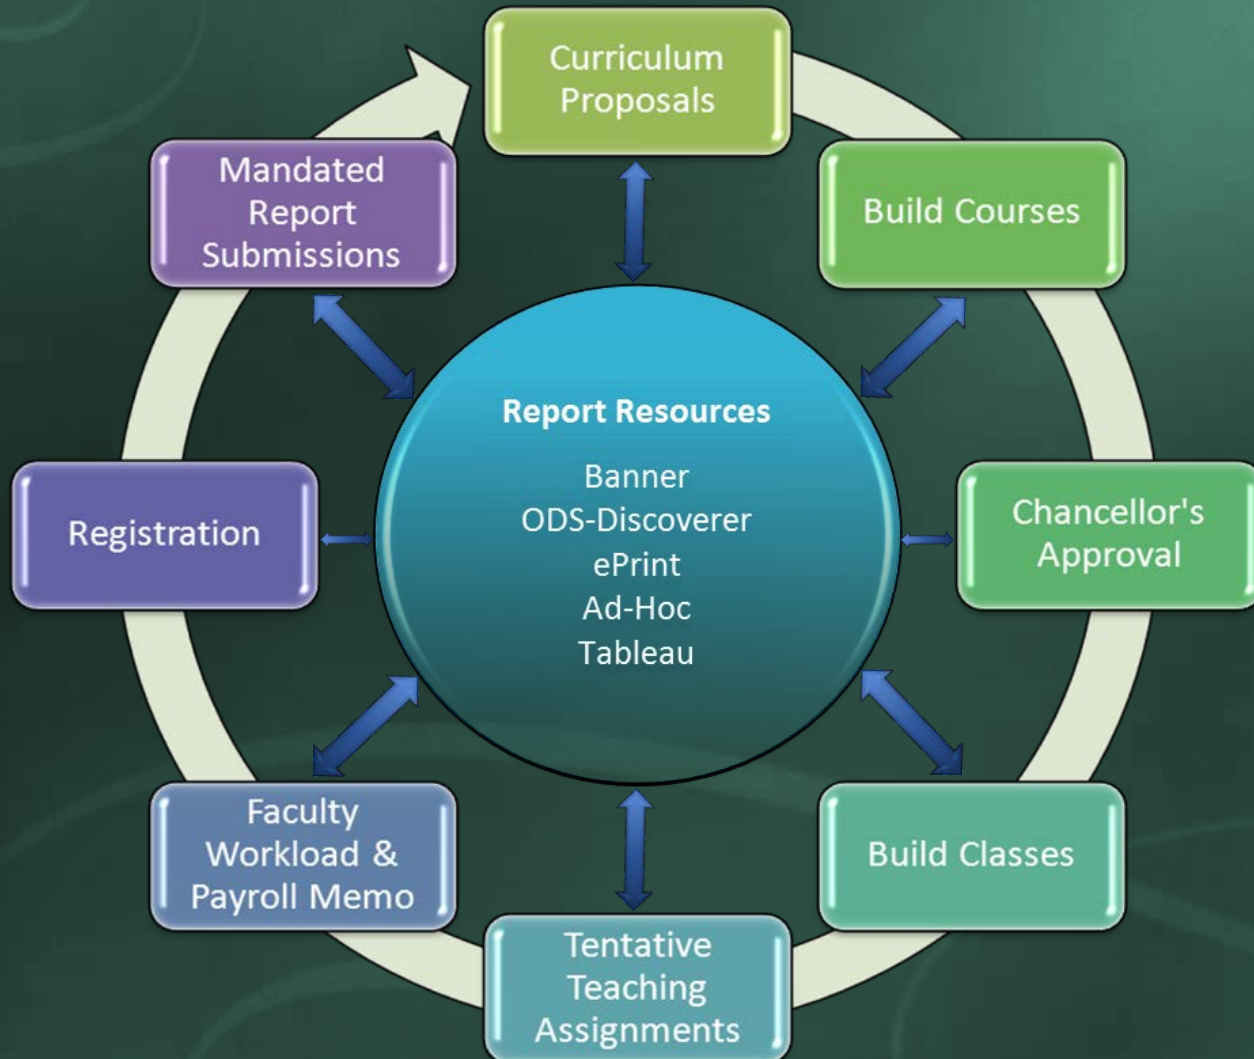 Curriculum
Proposals
Build Courses
Chancellor's
Approval
Build Classes
Tentative
Teaching
Assignments
Faculty
Workload &
Payroll Memo
Registration
Mandated
Report
Submissions
Report Resources
Banner
ODS-Discoverer
ePrint
Ad-Hoc
Tableau